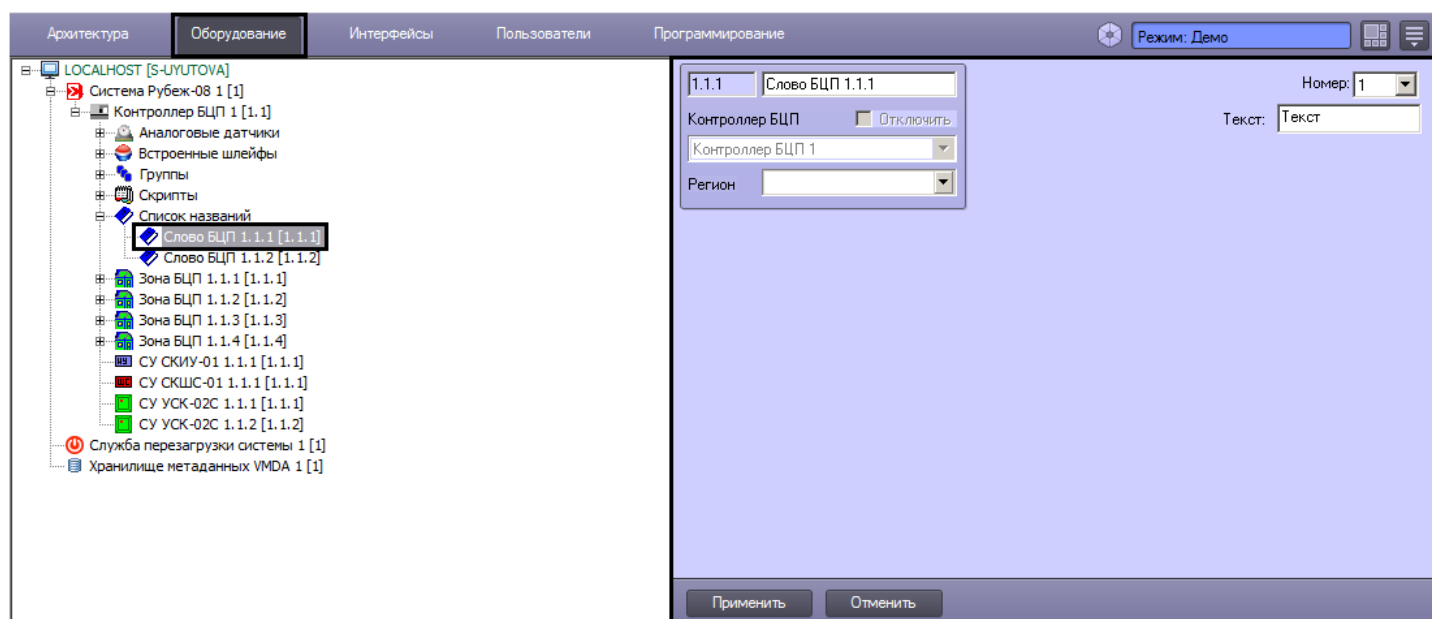 Архитектура Оборудование Интерфейсы Пользователи Программирование Режим: Демо
LOCALHOST [S-UYUTOVA]
Система Рубеж-08 1 [1]
Контроллер БЦП 1 [1.1]
Аналоговые датчики
Встроенные шлейфы
Группы
Скрипты
Список названий
Слово БЦП 1.1.1 [1.1.1]
Слово БЦП 1.1.2 [1.1.2]
Зона БЦП 1.1.1 [1.1.1]
Зона БЦП 1.1.2 [1.1.2]
Зона БЦП 1.1.3 [1.1.3]
Зона БЦП 1.1.4 [1.1.4]
СУ СКИУ-01 1.1.1 [1.1.1]
СУ СКШС-01 1.1.1 [1.1.1]
СУ УСК-02С 1.1.1 [1.1.1]
СУ УСК-02С 1.1.2 [1.1.2]
Служба перезагрузки системы 1 [1]
Хранилище метаданных VMDA 1 [1]
1.1.1 Слово БЦП 1.1.1
Контроллер БЦП Отключить
Контроллер БЦП 1
Регион
Номер: 1
Текст: Текст
Применить Отменить